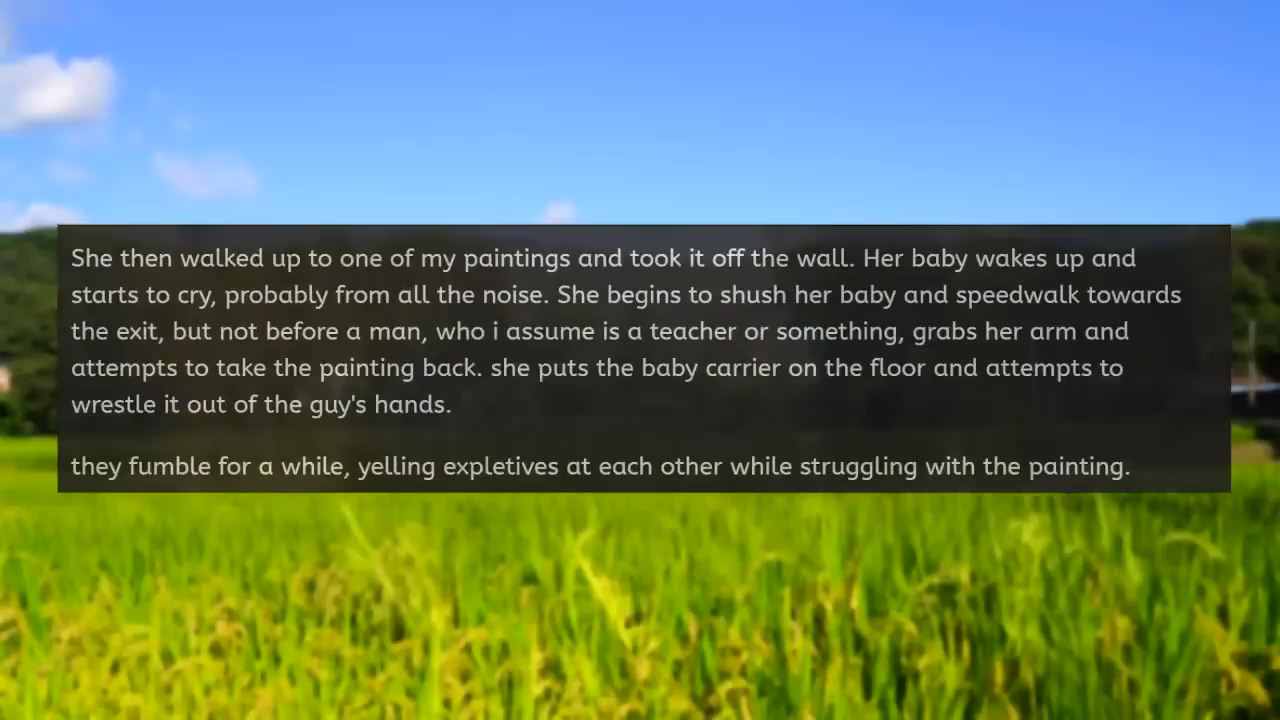 She then walked up to one of my paintings and took it off the wall. Her baby wakes up and
starts to cry, probably from all the noise. She begins to shush her baby and speedwalk towards
the exit, but not before a man, who i assume is a teacher or something, grabs her arm and
attempts to take the painting back. she puts the baby carrier on the floor and attempts to
wrestle it out of the guy's hands.
they fumble for a while, yelling expletives at each other while struggling with the painting.